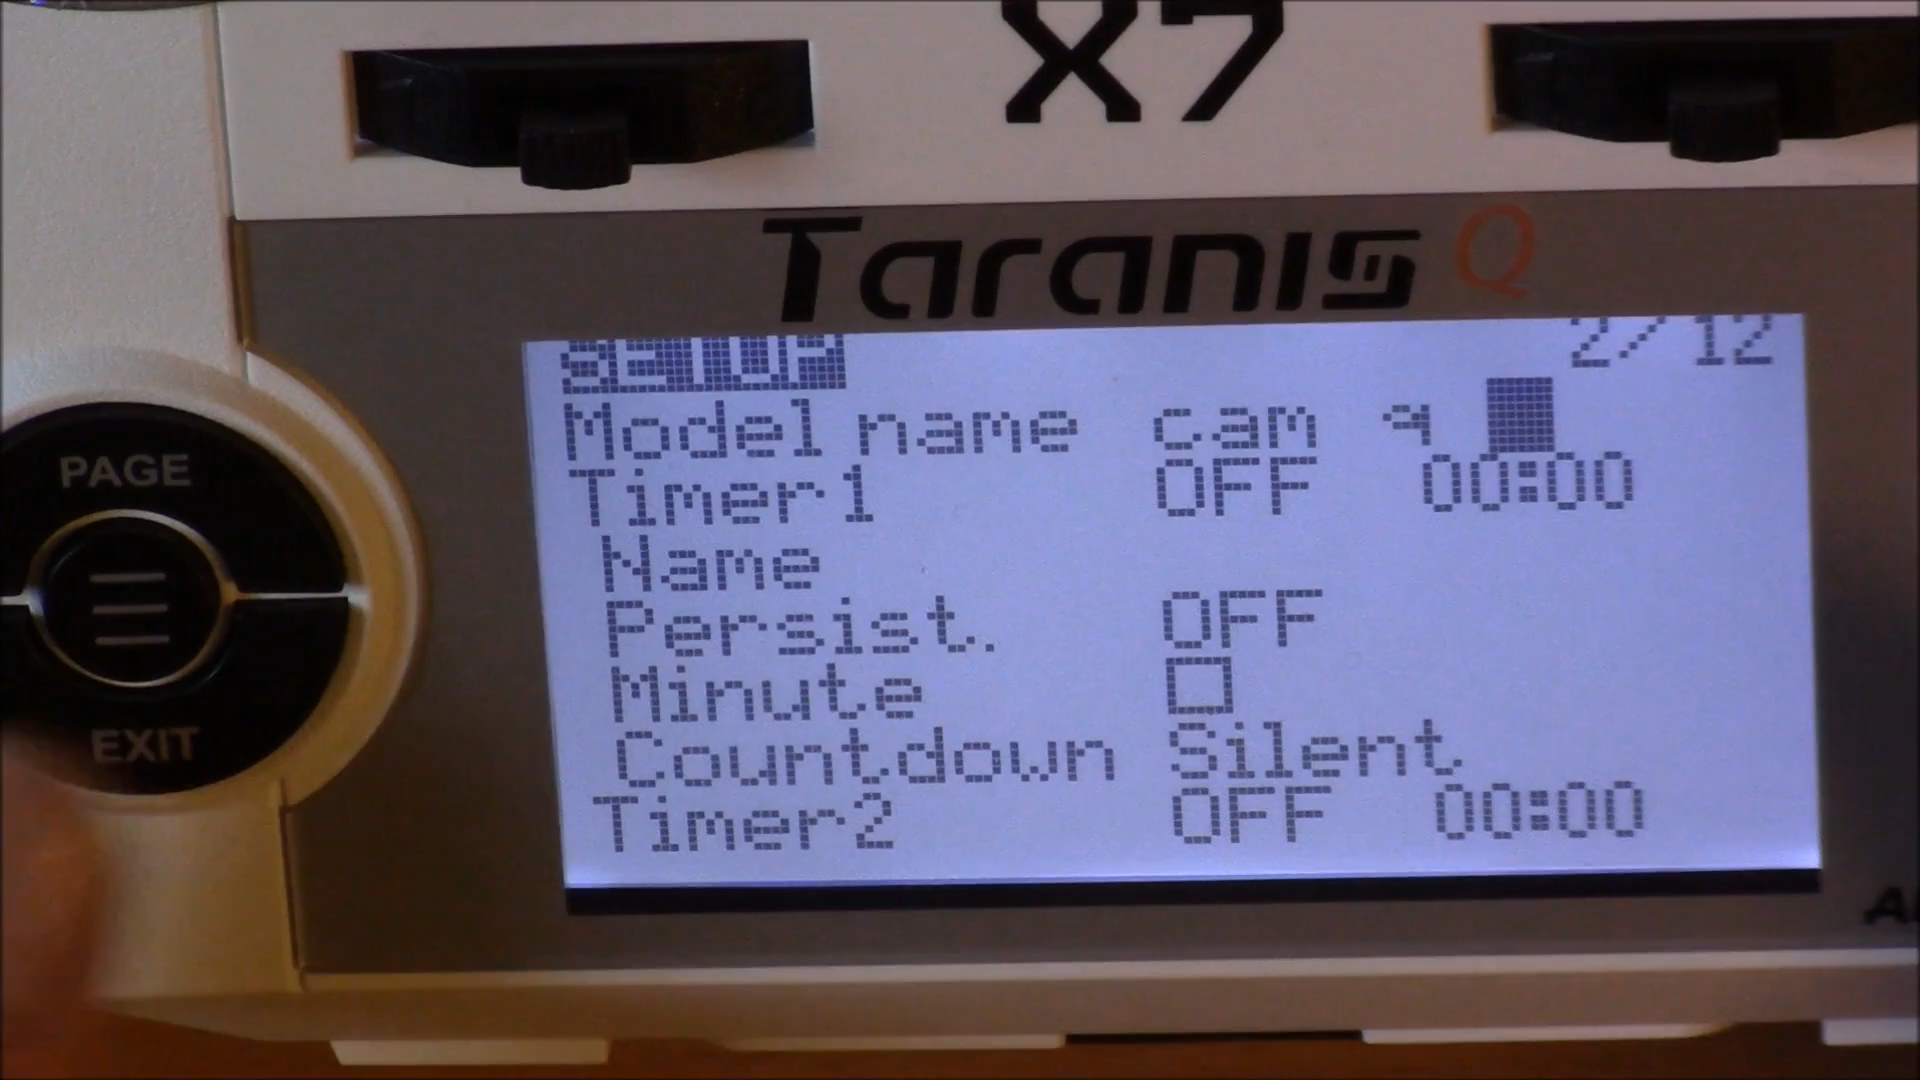 X7
Taranis Q
SETUP 2/12
Model name cam q
Timer1 OFF 00:00
Name
Persist. OFF
Minute
Countdown Silent
Timer2 OFF 00:00
PAGE
EXIT